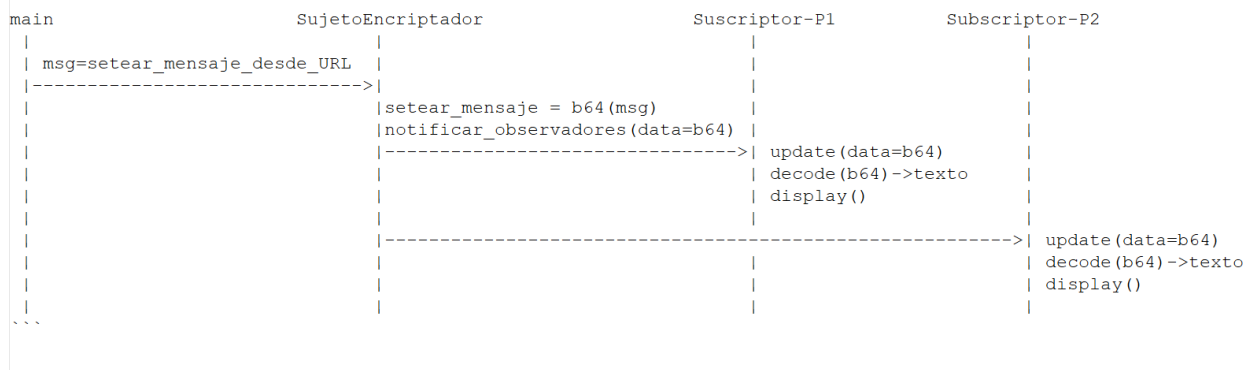 main                         SujetoEncriptador                   Suscriptor-P1          Subscriptor-P2
 |                                |                                  |                        |
 | msg=setear_mensaje_desde_URL   |                                  |                        |
 |------------------------------>|                                  |                        |
 |                                |setear_mensaje = b64(msg)         |                        |
 |                                |notificar_observadores(data=b64) |                        |
 |                                |-------------------------------->| update(data=b64)       |
 |                                |                                  | decode(b64)->texto     |
 |                                |                                  | display()              |
 |                                |                                  |                        |
 |                                |--------------------------------------------------------->| update(data=b64)
 |                                |                                  |                        | decode(b64)->texto
 |                                |                                  |                        | display()
 |                                |                                  |                        |
```